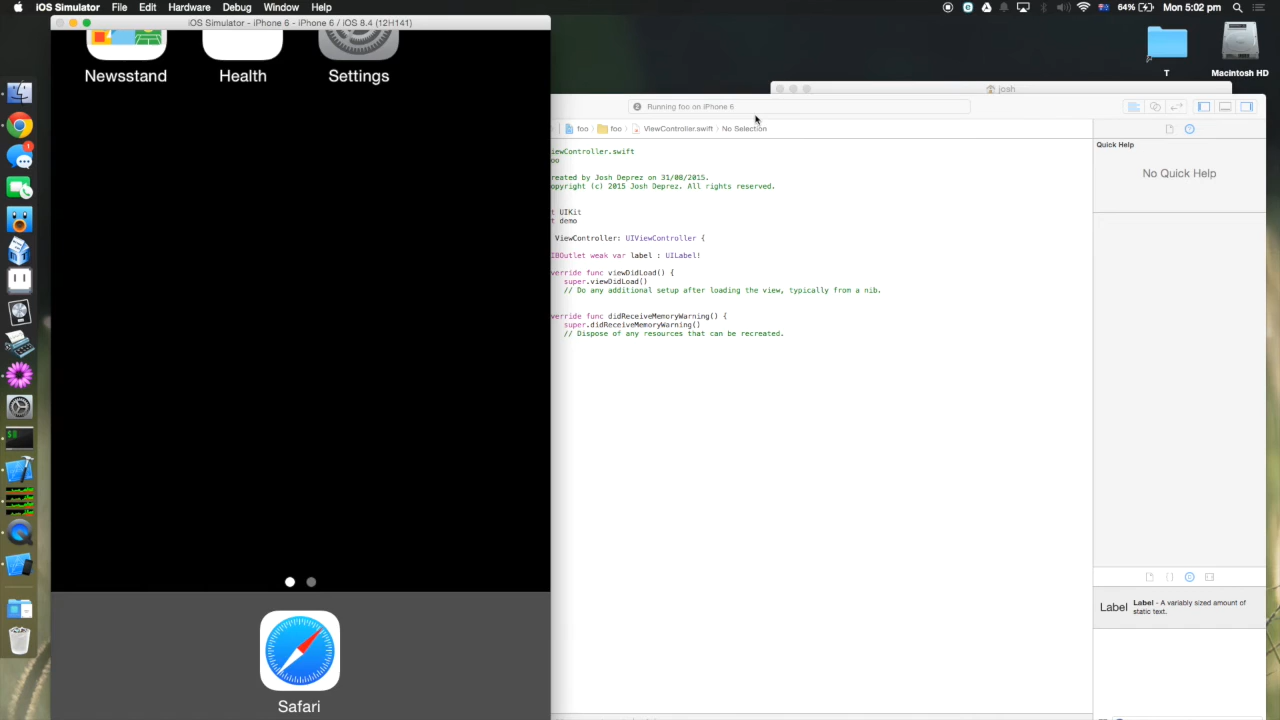 iOS Simulator File Edit Hardware Debug Window Help
64% Mon 5:02 pm
iOS Simulator - iPhone 6 - iPhone 6 / iOS 8.4 (12H141)
Newsstand Health Settings
Safari
T
Macintosh HD
josh
Running foo on iPhone 6
foo foo ViewController.swift No Selection
iewController.swift
oo
reated by Josh Deprez on 31/08/2015.
opyright (c) 2015 Josh Deprez. All rights reserved.
t UIKit
t demo
ViewController: UIViewController {
IBOutlet weak var label : UILabel!
verride func viewDidLoad() {
super.viewDidLoad()
// Do any additional setup after loading the view, typically from a nib.
verride func didReceiveMemoryWarning() {
super.didReceiveMemoryWarning()
// Dispose of any resources that can be recreated.
Quick Help
No Quick Help
Label
Label - A variably sized amount of
static text.
1